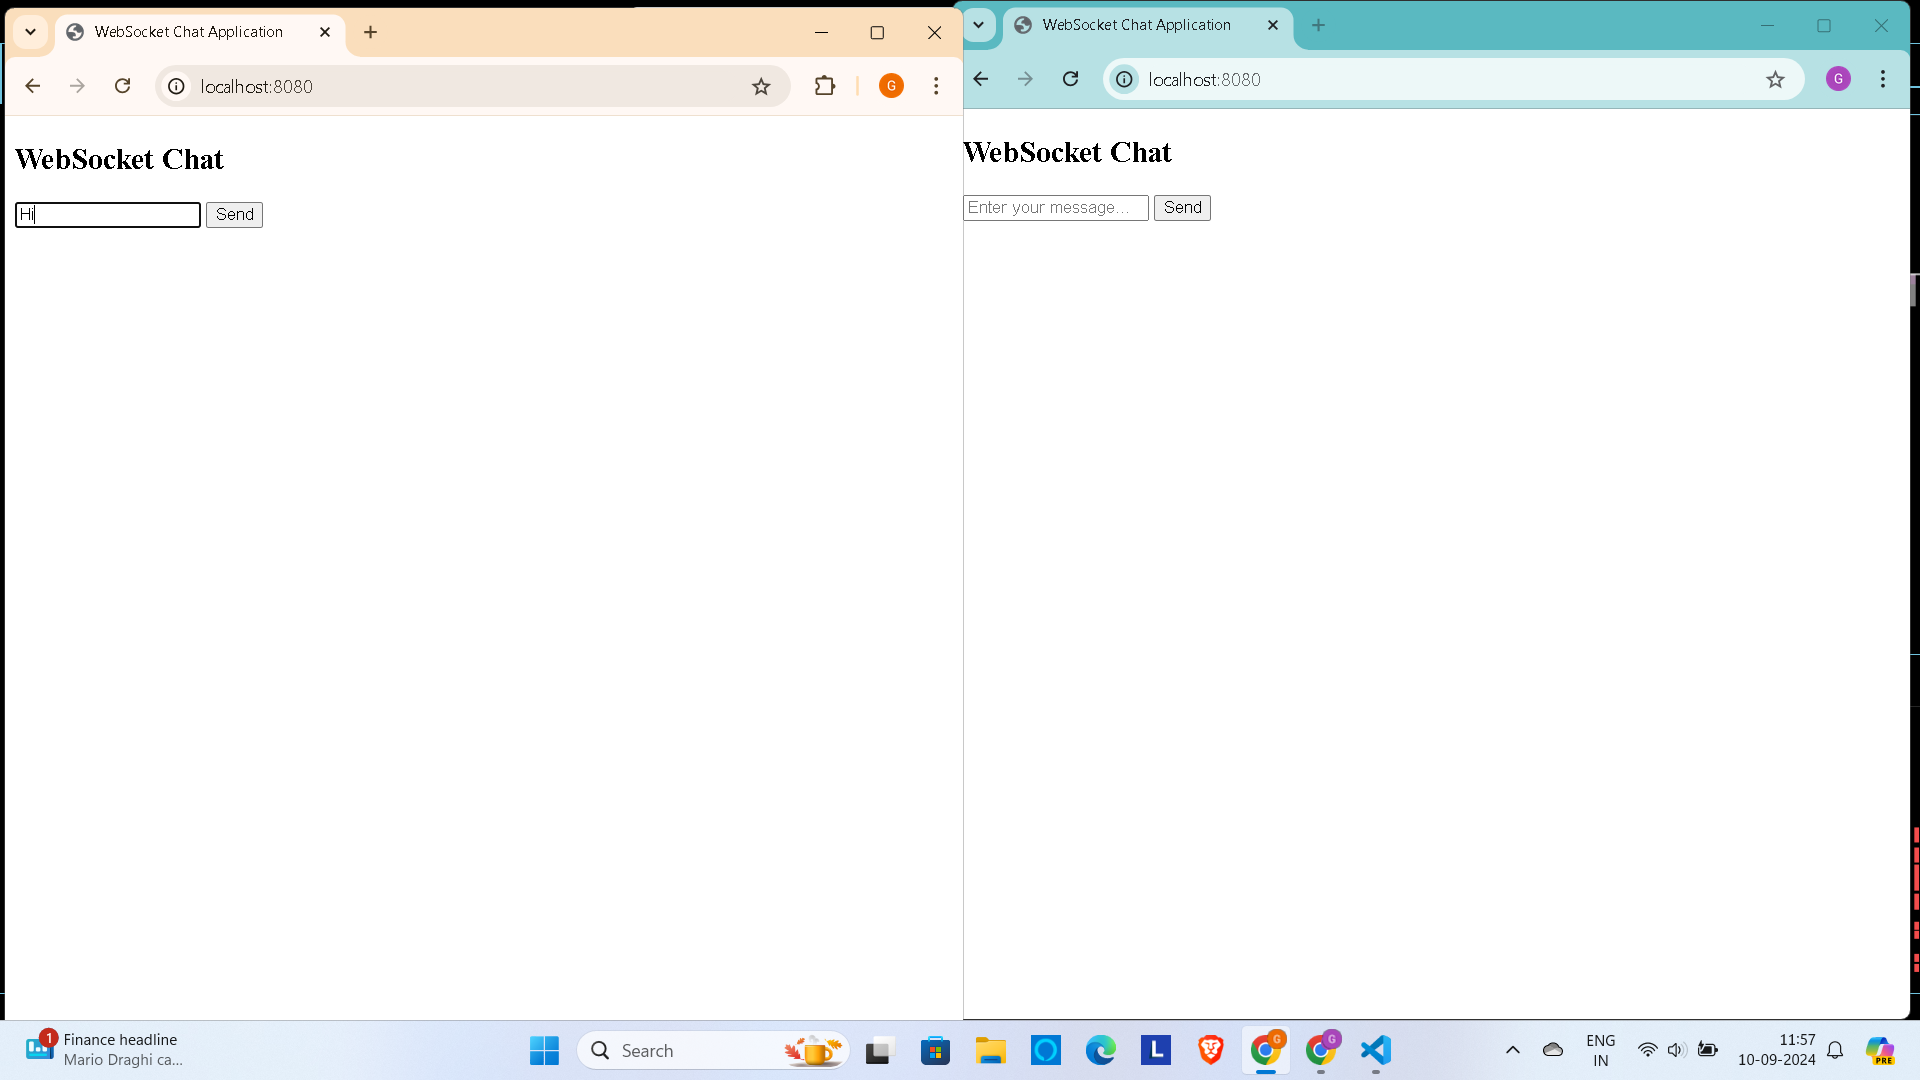 WebSocket Chat Application
localhost:8080
G
WebSocket Chat
Hi
Send
WebSocket Chat Application
localhost:8080
G
WebSocket Chat
Enter your message...
Send
1
Finance headline
Mario Draghi ca...
Search
L
G
G
ENG
IN
11:57
10-09-2024
PRE